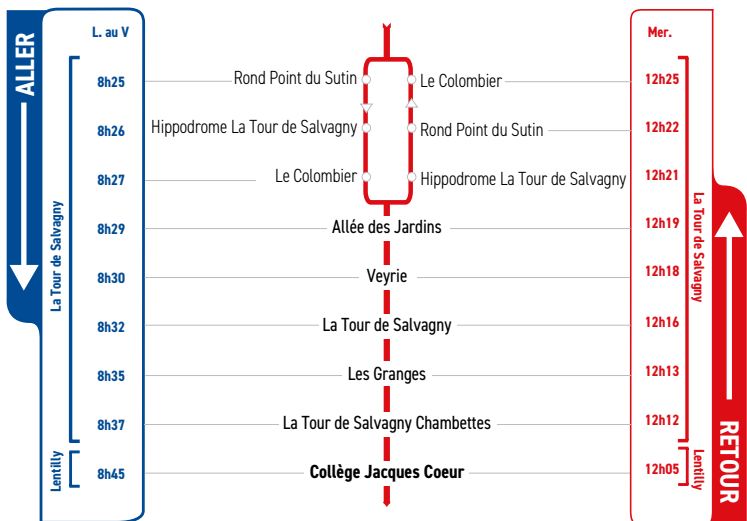 ALLER
L. au V
Mer.
8h25
Rond Point du Sutin
Le Colombier
12h25
8h26
Hippodrome La Tour de Salvagny
Rond Point du Sutin
12h22
8h27
Le Colombier
Hippodrome La Tour de Salvagny
12h21
La Tour de Salvagny
8h29
Allée des Jardins
12h19
La Tour de Salvagny
8h30
Veyrie
12h18
8h32
La Tour de Salvagny
12h16
8h35
Les Granges
12h13
8h37
La Tour de Salvagny Chambettes
12h12
Lentilly
8h45
Collège Jacques Coeur
12h05
Lentilly
RETOUR